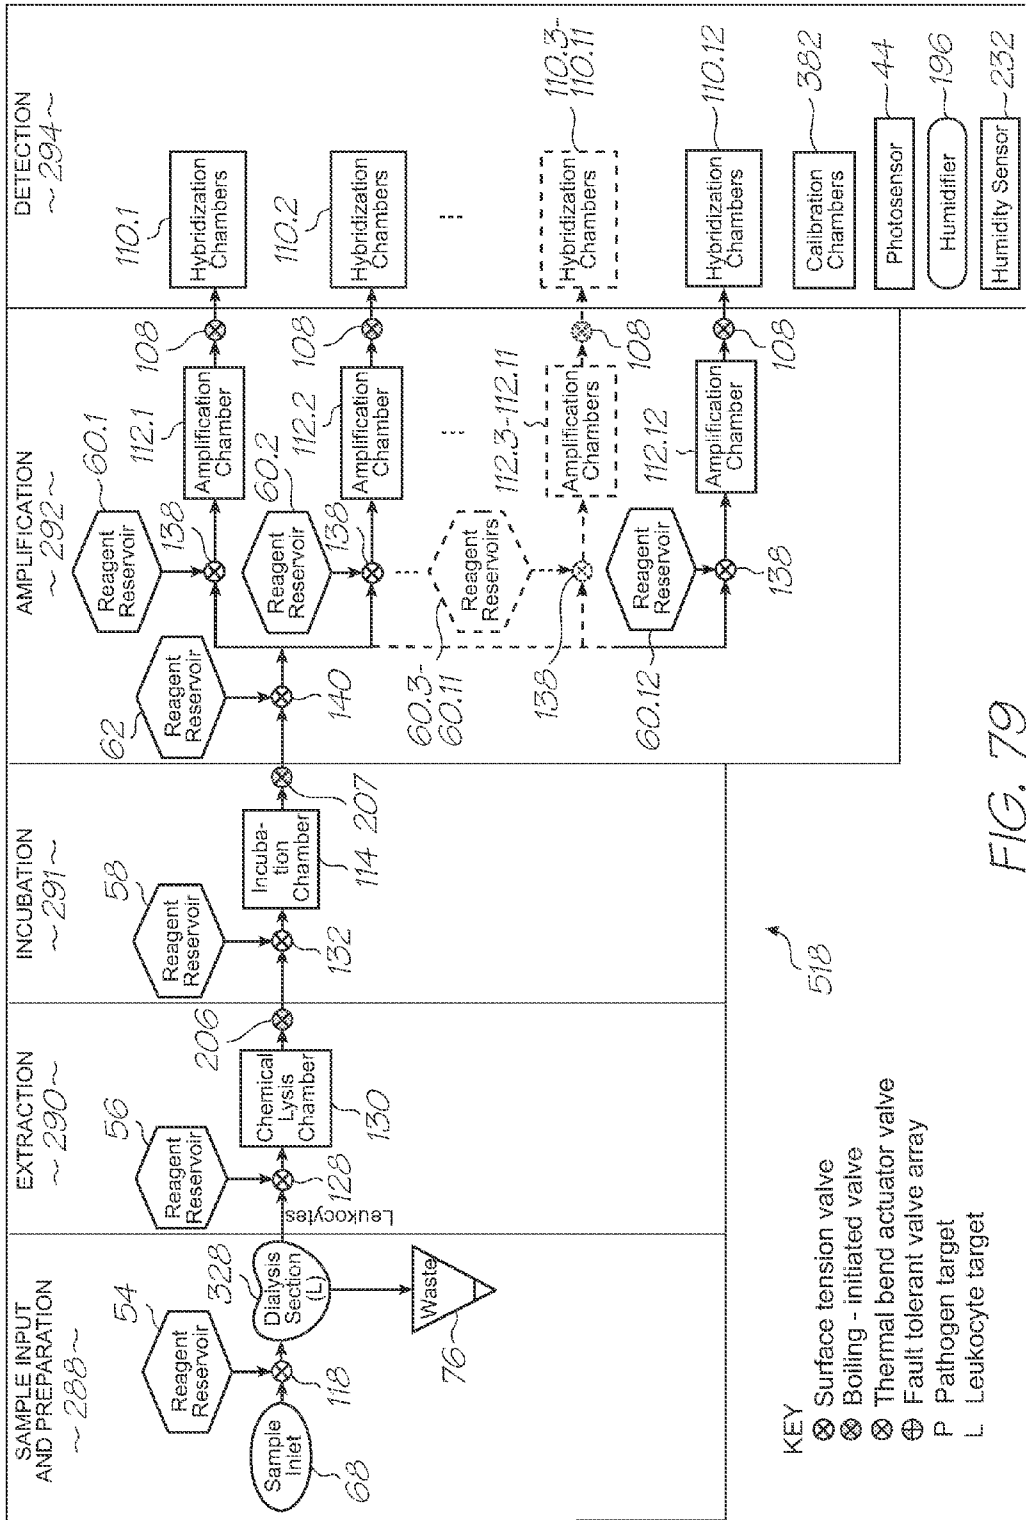 SAMPLE INPUT
AND PREPARATION
~288~
54
Reagent
Reservoir
Sample
Inlet
68
118
328
Dialysis
Section
(L)
Waste
76
EXTRACTION
~290~
56
Reagent
Reservoir
Leukocytes
128
Chemical
Lysis
Chamber
130
206
INCUBATION
~291~
58
Reagent
Reservoir
132
Incuba-
tion
Chamber
114
207
AMPLIFICATION
~292~
62
Reagent
Reservoir
140
60.1
Reagent
Reservoir
138
112.1
Amplification
Chamber
108
60.2
Reagent
Reservoir
138
112.2
Amplification
Chamber
108
60.3-
60.11
Reagent
Reservoirs
138
112.3-112.11
Amplification
Chambers
108
60.12
Reagent
Reservoir
138
112.12
Amplification
Chamber
108
DETECTION
~294~
110.1
Hybridization
Chambers
110.2
Hybridization
Chambers
110.3-
110.11
Hybridization
Chambers
110.12
Hybridization
Chambers
382
Calibration
Chambers
44
Photosensor
196
Humidifier
232
Humidity Sensor
518
KEY
Surface tension valve
Boiling - initiated valve
Thermal bend actuator valve
Fault tolerant valve array
P Pathogen target
L Leukocyte target
FIG. 79